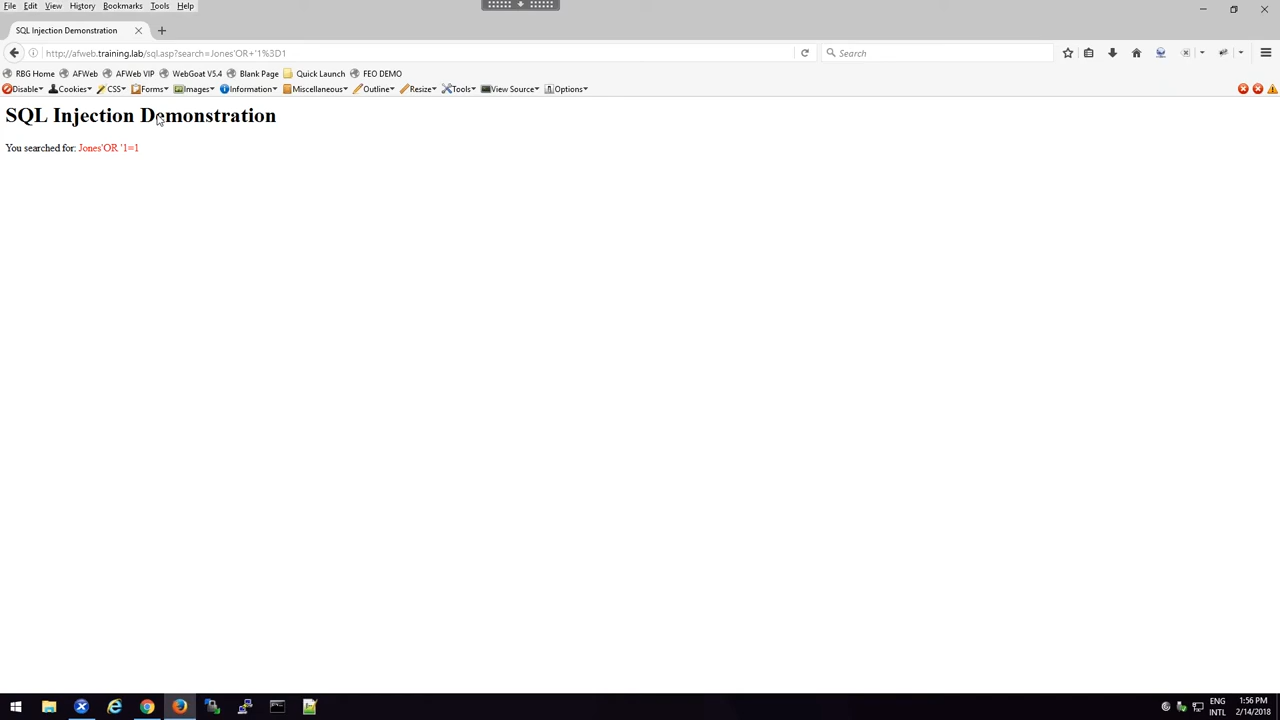 File Edit View History Bookmarks Tools Help
SQL Injection Demonstration
http://afweb.training.lab/sql.asp?search=Jones'OR+'1%3D1
Search
RBG Home AFWeb AFWeb VIP WebGoat V5.4 Blank Page Quick Launch FEO DEMO
Disable Cookies CSS Forms Images Information Miscellaneous Outline Resize Tools View Source Options
SQL Injection Demonstration
You searched for: Jones'OR '1=1
ENG 1:56 PM
INTL 2/14/2018